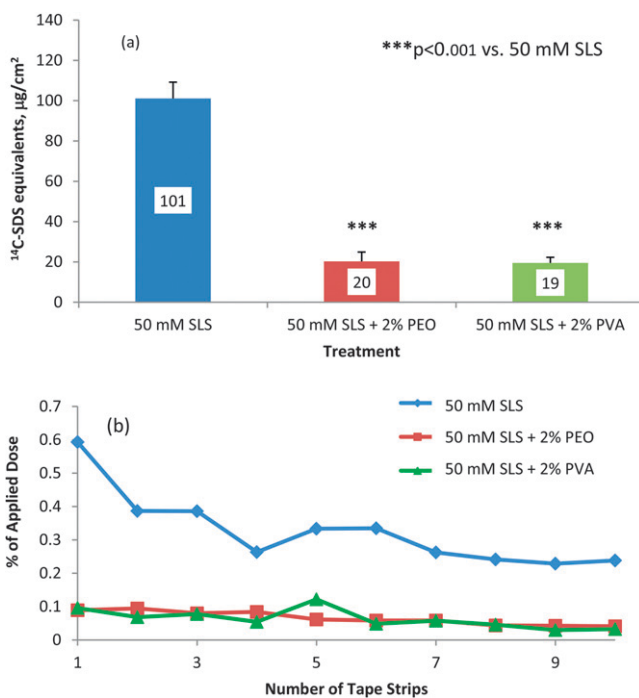 140
(a)
***p<0.001 vs. 50 mM SLS
120
100
80
60
40
20
0
¹⁴C-SDS equivalents, µg/cm²
101
***
20
***
19
50 mM SLS
50 mM SLS + 2% PEO
50 mM SLS + 2% PVA
Treatment
0.7
(b)
50 mM SLS
50 mM SLS + 2% PEO
50 mM SLS + 2% PVA
0.6
0.5
0.4
0.3
0.2
0.1
0
% of Applied Dose
1
3
5
7
9
Number of Tape Strips